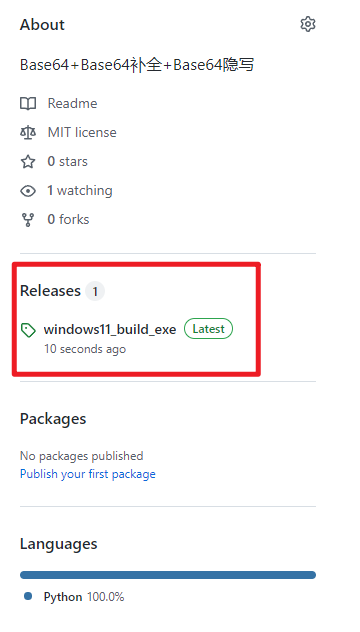 About
Base64+Base64补全+Base64隐写
Readme
MIT license
0 stars
1 watching
0 forks
Releases 1
windows11_build_exe Latest
10 seconds ago
Packages
No packages published
Publish your first package
Languages
Python 100.0%